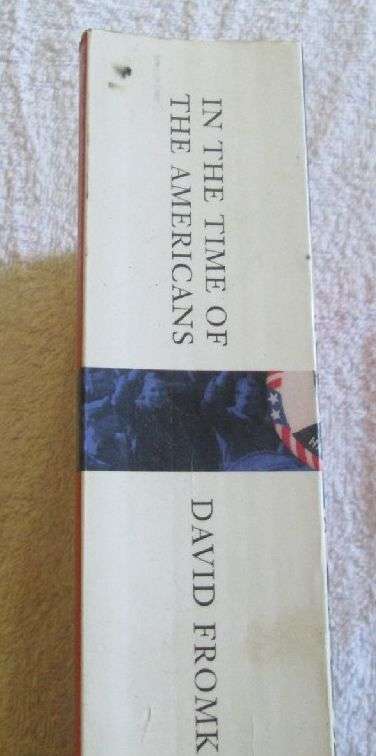 IN THE TIME OF
THE AMERICANS
DAVID FROMK